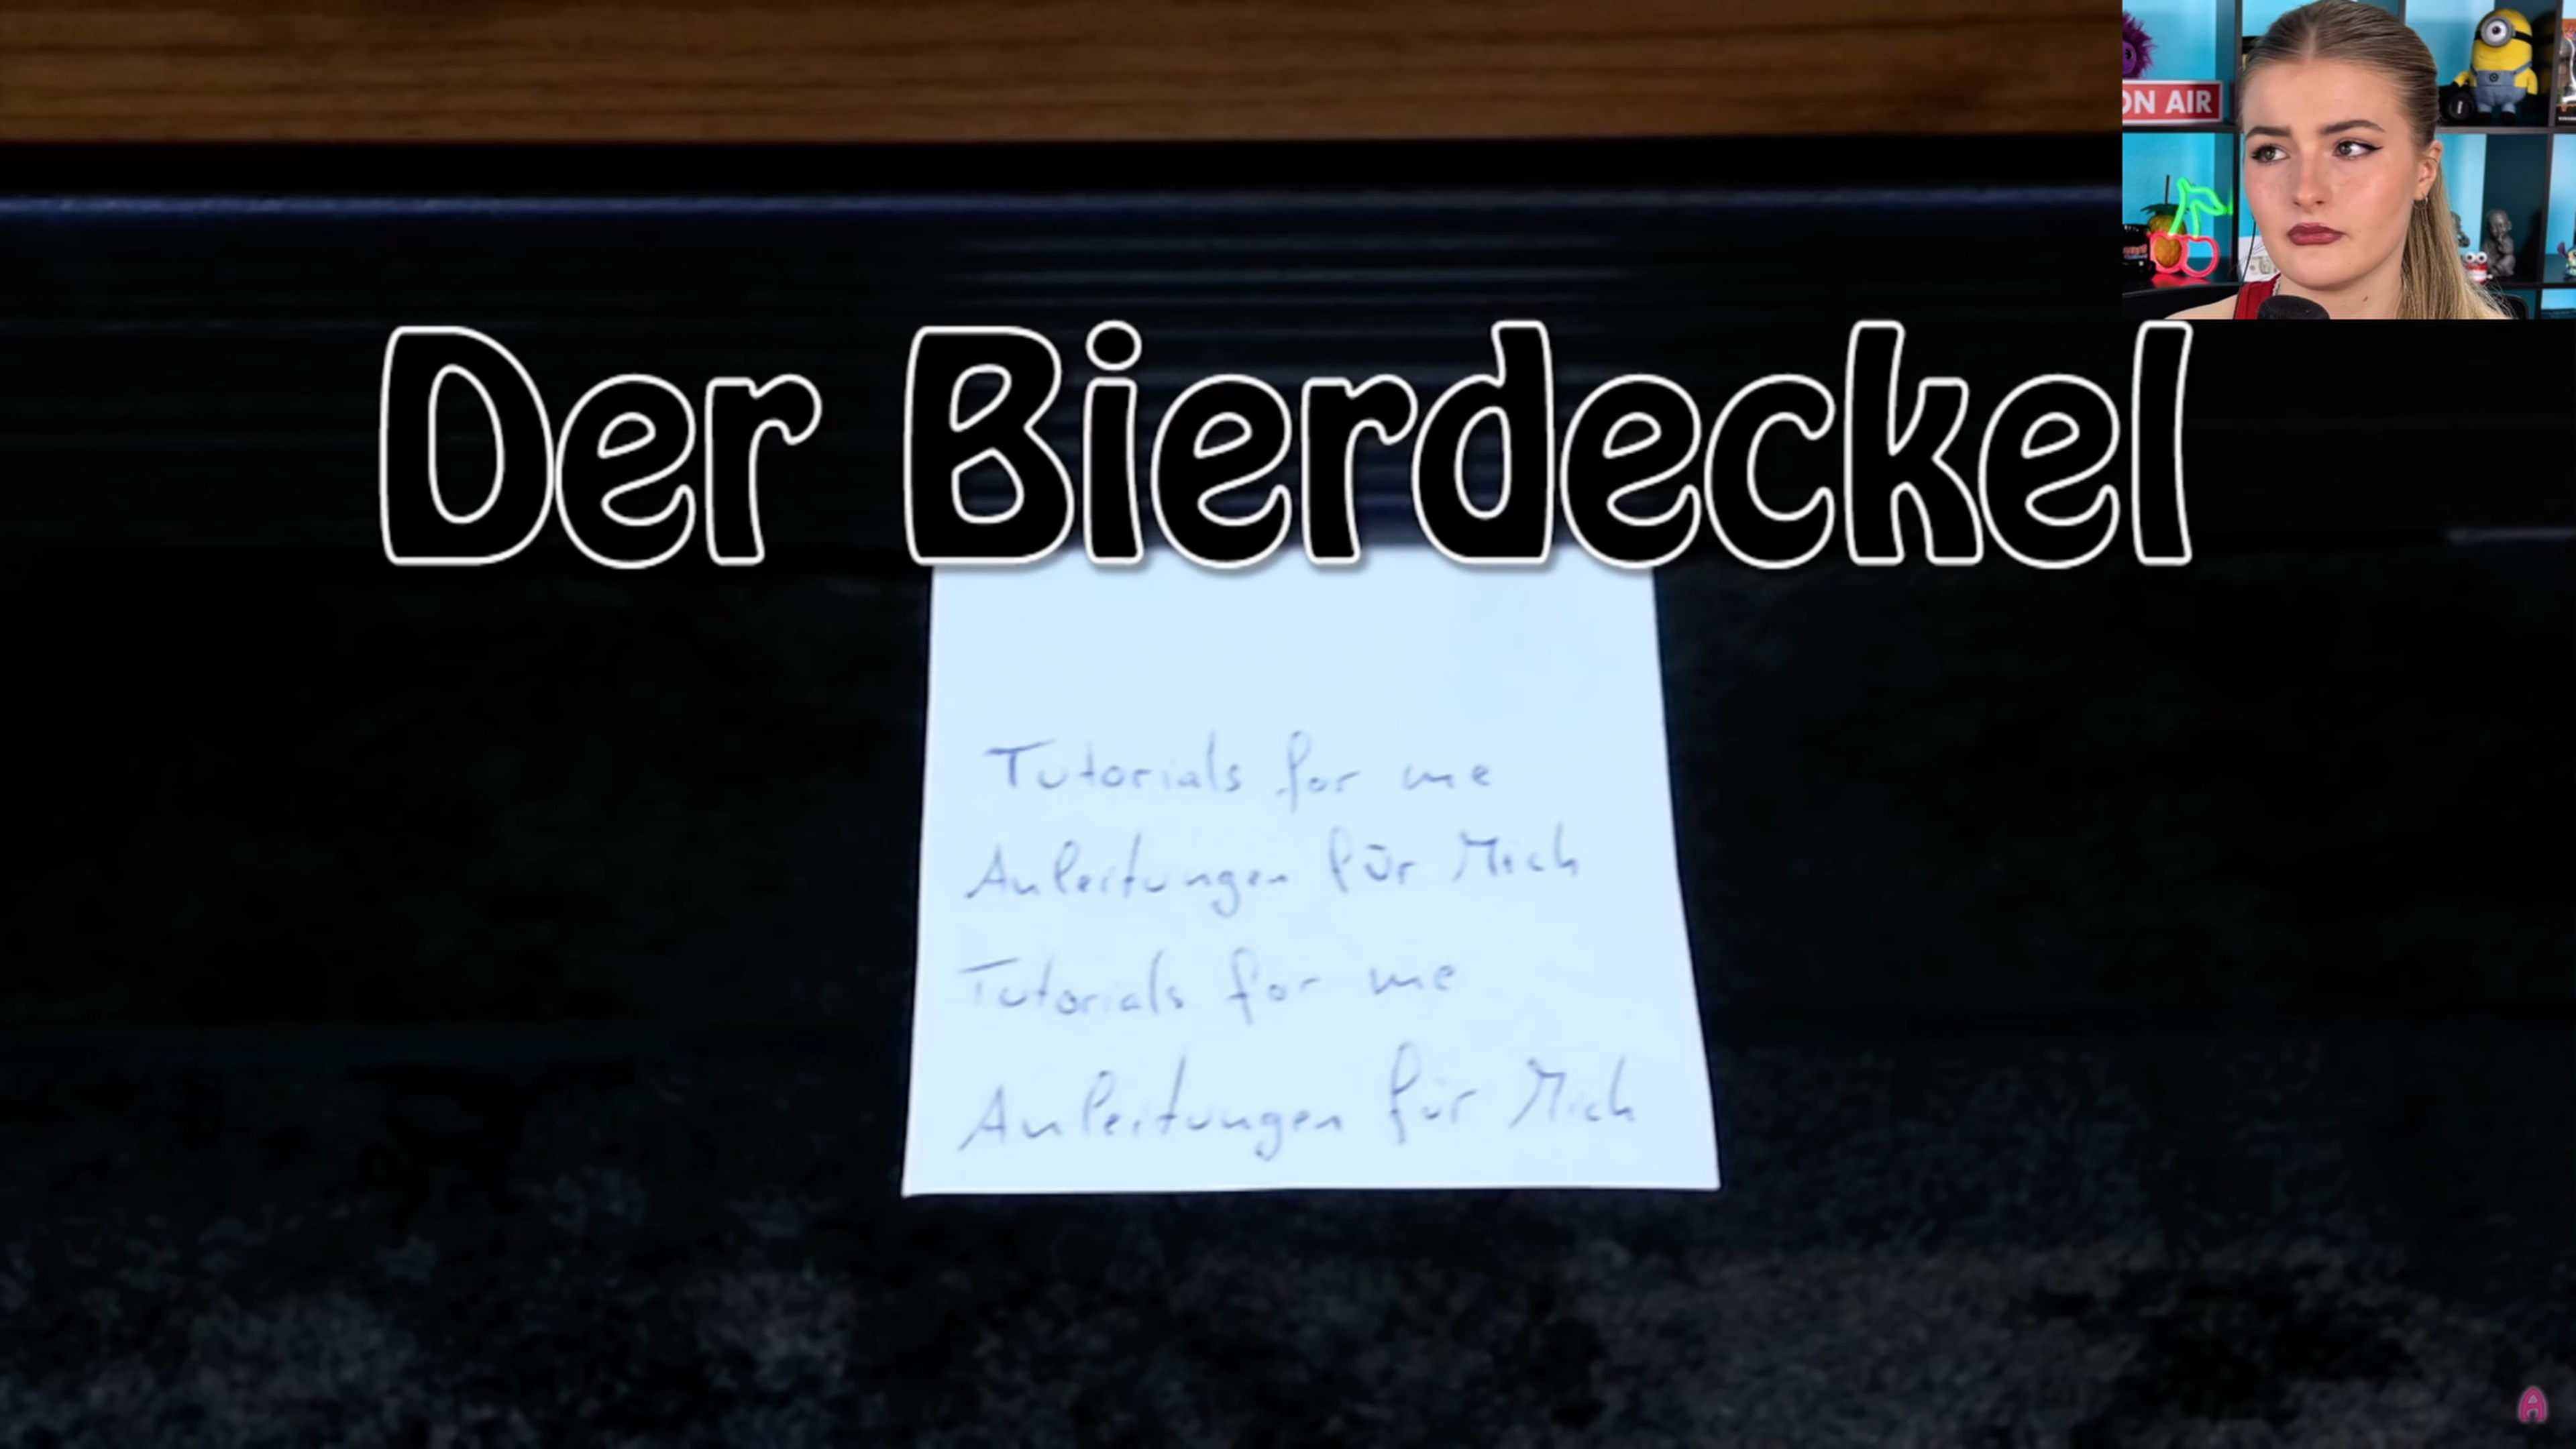 ON AIR
Der Bierdeckel
Tutorials for me
Anleitungen für Mich
Tutorials for me
Anleitungen für Mich